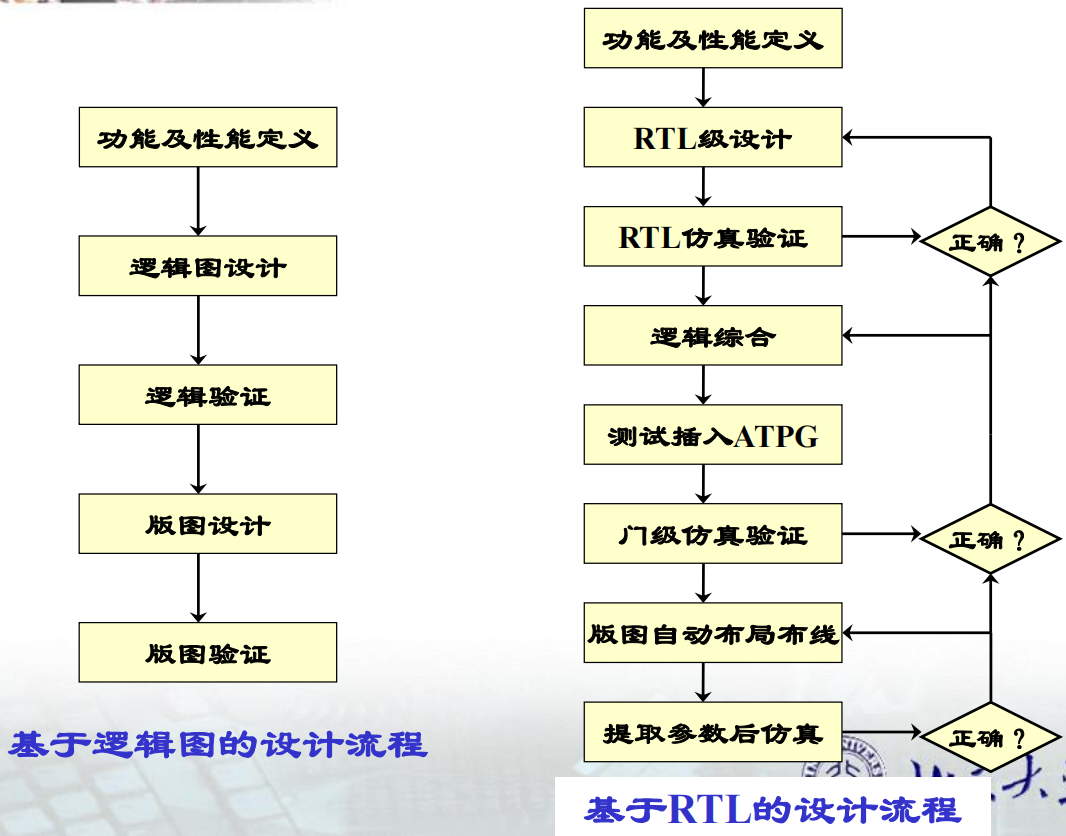 功能及性能定义
逻辑图设计
逻辑验证
版图设计
版图验证
基于逻辑图的设计流程
功能及性能定义
RTL级设计
RTL仿真验证
正确？
逻辑综合
测试插入ATPG
门级仿真验证
正确？
版图自动布局布线
提取参数后仿真
正确？
基于RTL的设计流程